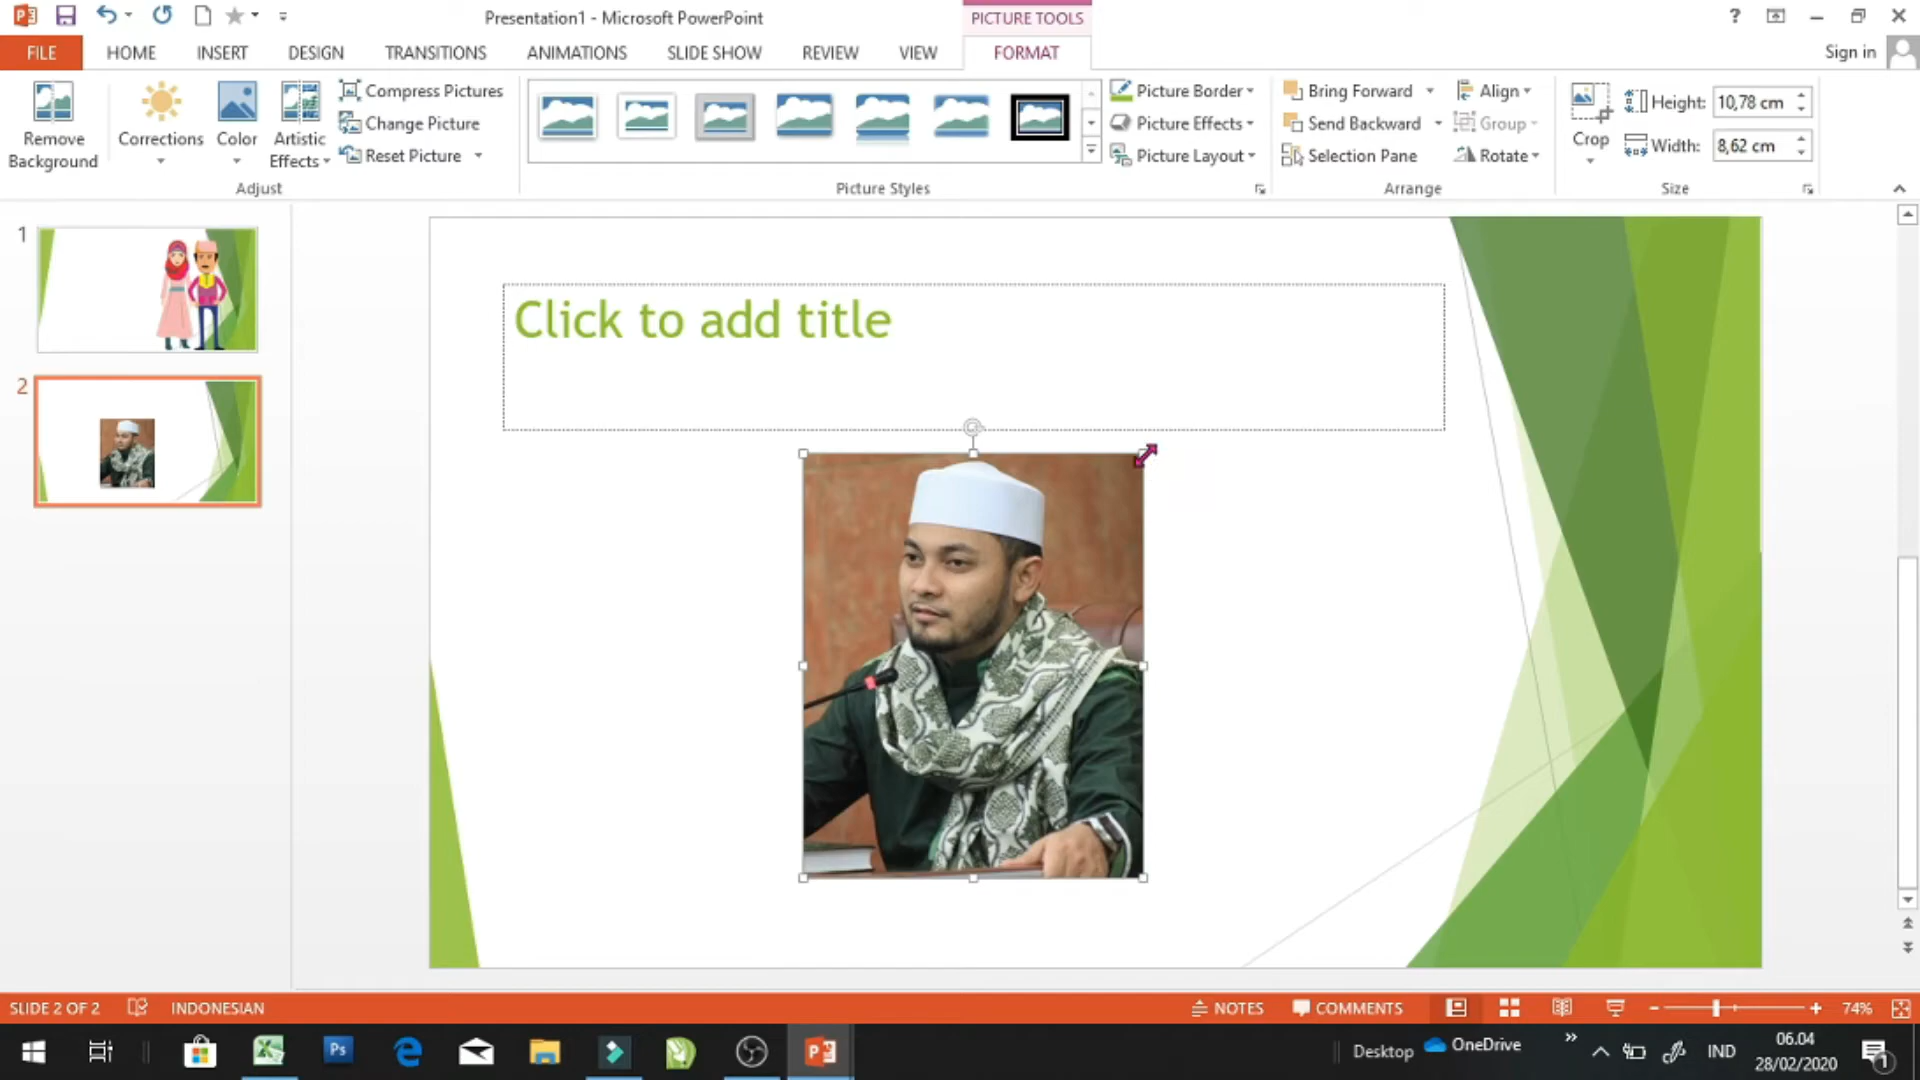 Presentation1 - Microsoft PowerPoint
PICTURE TOOLS
?
FILE
HOME
INSERT
DESIGN
TRANSITIONS
ANIMATIONS
SLIDE SHOW
REVIEW
VIEW
FORMAT
Sign in
Remove
Background
Corrections
Color
Artistic
Effects
Compress Pictures
Change Picture
Reset Picture
Adjust
Picture Styles
Picture Border
Picture Effects
Picture Layout
Bring Forward
Send Backward
Selection Pane
Align
Group
Rotate
Arrange
Crop
Height:
10,78 cm
Width:
8,62 cm
Size
1
2
Click to add title
SLIDE 2 OF 2
INDONESIAN
NOTES
COMMENTS
74%
Ps
Desktop
OneDrive
IND
06.04
28/02/2020
1